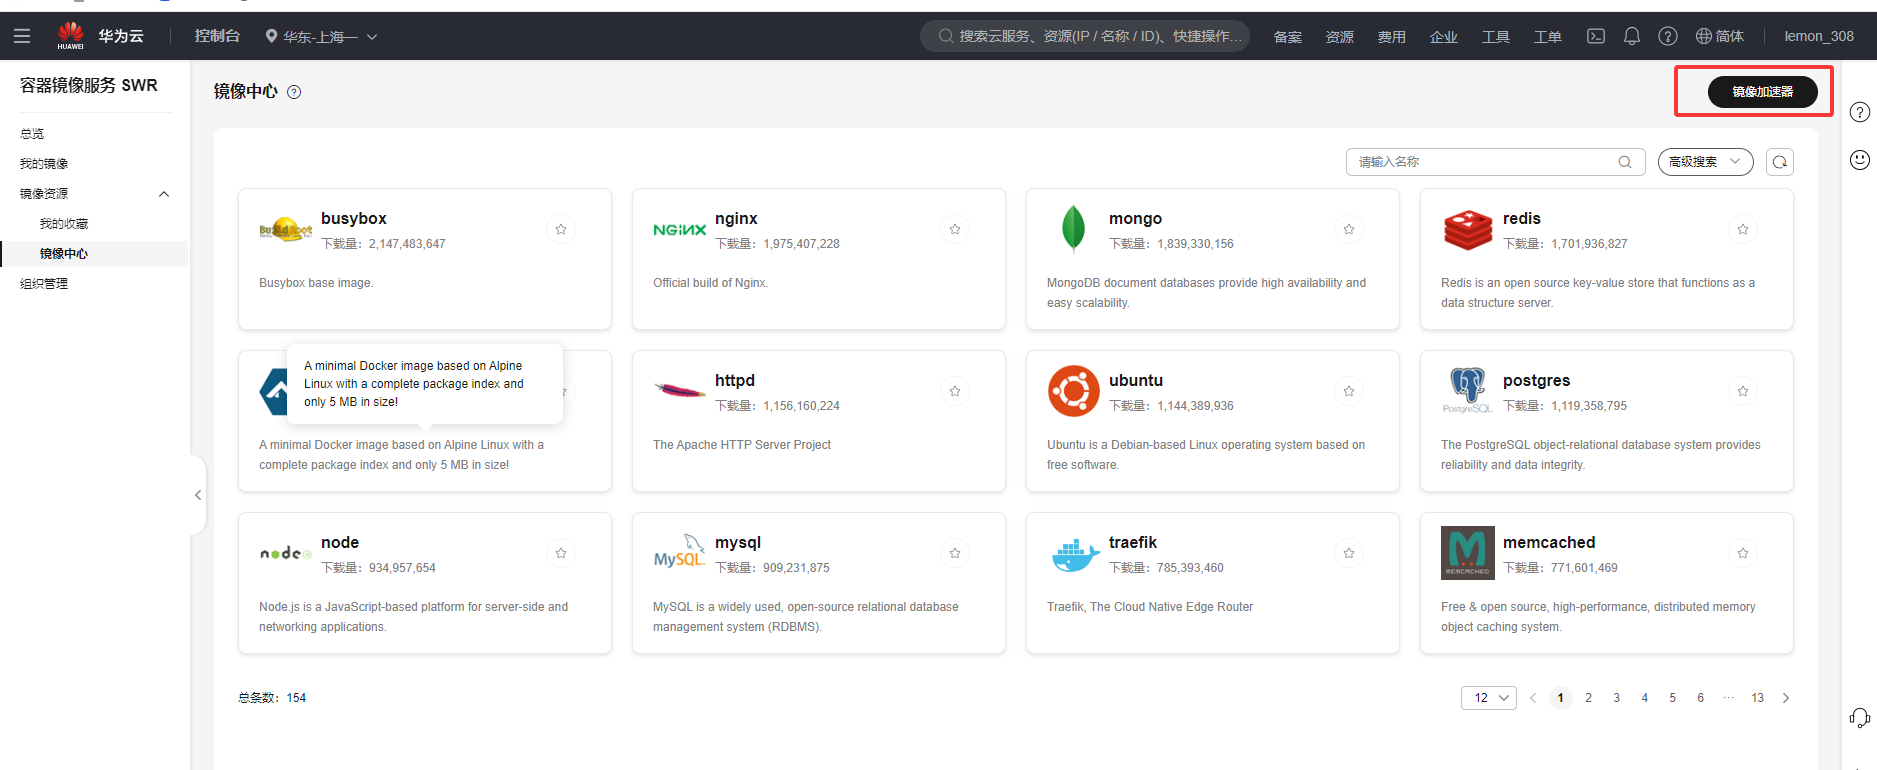 HUAWEI
华为云
控制台
华东-上海一
搜索云服务、资源(IP / 名称 / ID)、快捷操作...
备案
资源
费用
企业
工具
工单
简体
lemon_308
容器镜像服务 SWR
总览
我的镜像
镜像资源
我的收藏
镜像中心
组织管理
镜像中心
镜像加速器
请输入名称
高级搜索
busybox
下载量：2,147,483,647
Busybox base image.
NGINX
nginx
下载量：1,975,407,228
Official build of Nginx.
mongo
下载量：1,839,330,156
MongoDB document databases provide high availability and
easy scalability.
redis
下载量：1,701,936,827
Redis is an open source key-value store that functions as a
data structure server.
A minimal Docker image based on Alpine
Linux with a complete package index and
only 5 MB in size!
A minimal Docker image based on Alpine Linux with a
complete package index and only 5 MB in size!
httpd
下载量：1,156,160,224
The Apache HTTP Server Project
ubuntu
下载量：1,144,389,936
Ubuntu is a Debian-based Linux operating system based on
free software.
PostgreSQL
postgres
下载量：1,119,358,795
The PostgreSQL object-relational database system provides
reliability and data integrity.
node
node
下载量：934,957,654
Node.js is a JavaScript-based platform for server-side and
networking applications.
MySQL
mysql
下载量：909,231,875
MySQL is a widely used, open-source relational database
management system (RDBMS).
traefik
下载量：785,393,460
Traefik, The Cloud Native Edge Router
MEMCACHED
memcached
下载量：771,601,469
Free & open source, high-performance, distributed memory
object caching system.
总条数：154
12
1
2
3
4
5
6
...
13